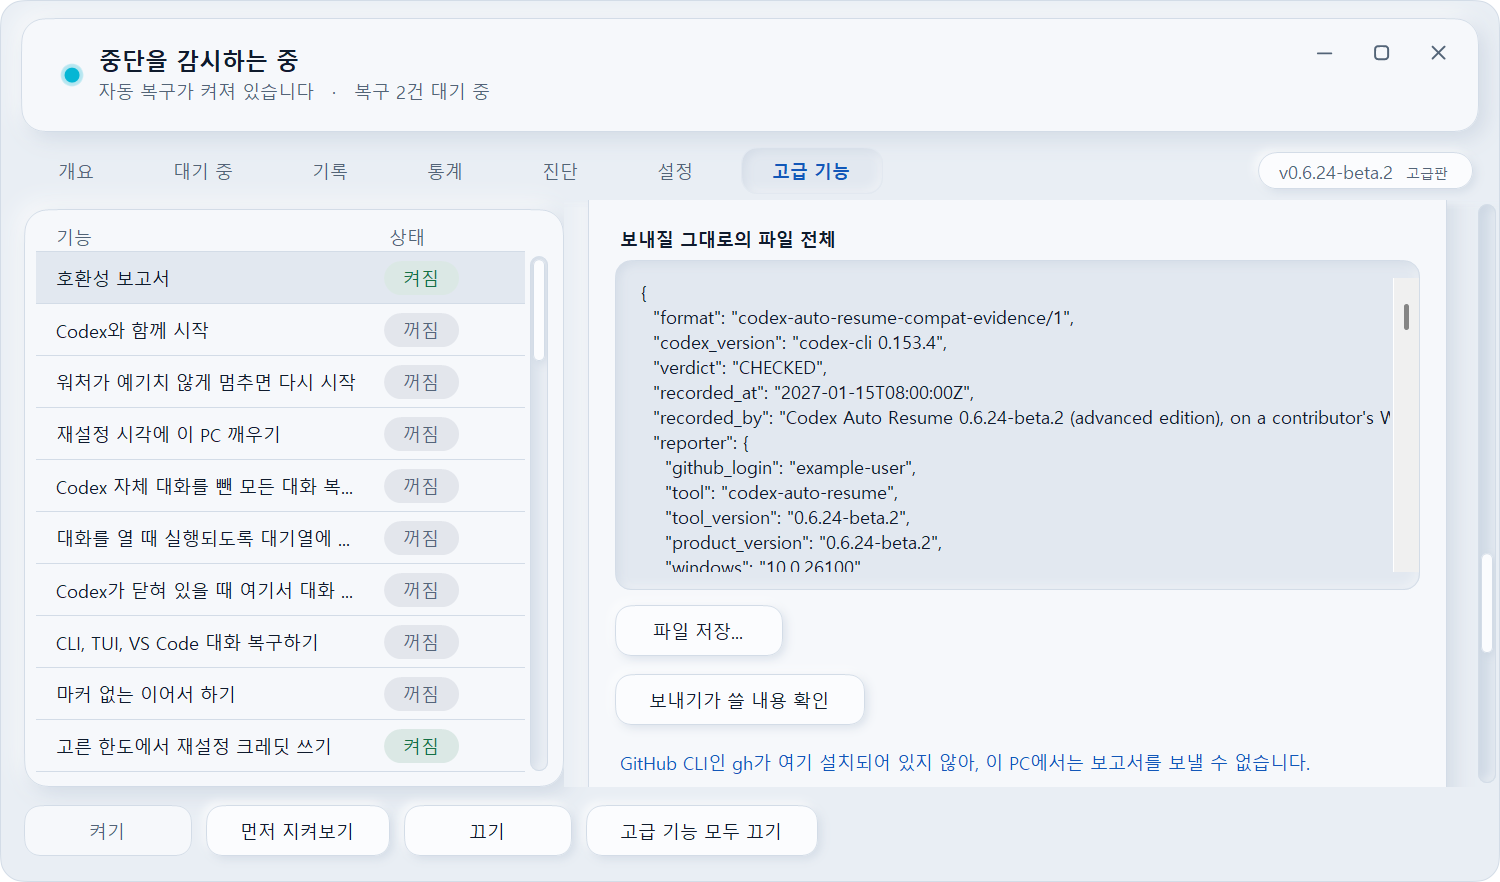 중단을 감시하는 중
자동 복구가 켜져 있습니다 · 복구 2건 대기 중
개요
대기 중
기록
통계
진단
설정
고급 기능
v0.6.24-beta.2 고급판
기능 상태
호환성 보고서 켜짐
Codex와 함께 시작 꺼짐
워처가 예기치 않게 멈추면 다시 시작 꺼짐
재설정 시각에 이 PC 깨우기 꺼짐
Codex 자체 대화를 뺀 모든 대화 복... 꺼짐
대화를 열 때 실행되도록 대기열에 ... 꺼짐
Codex가 닫혀 있을 때 여기서 대화 ... 꺼짐
CLI, TUI, VS Code 대화 복구하기 꺼짐
마커 없는 이어서 하기 꺼짐
고른 한도에서 재설정 크레딧 쓰기 켜짐
보내질 그대로의 파일 전체
{
"format": "codex-auto-resume-compat-evidence/1",
"codex_version": "codex-cli 0.153.4",
"verdict": "CHECKED",
"recorded_at": "2027-01-15T08:00:00Z",
"recorded_by": "Codex Auto Resume 0.6.24-beta.2 (advanced edition), on a contributor's
"reporter": {
"github_login": "example-user",
"tool": "codex-auto-resume",
"tool_version": "0.6.24-beta.2",
"product_version": "0.6.24-beta.2",
"windows": "10.0.26100"
파일 저장...
보내기가 쓸 내용 확인
GitHub CLI인 gh가 여기 설치되어 있지 않아, 이 PC에서는 보고서를 보낼 수 없습니다.
켜기
먼저 지켜보기
끄기
고급 기능 모두 끄기